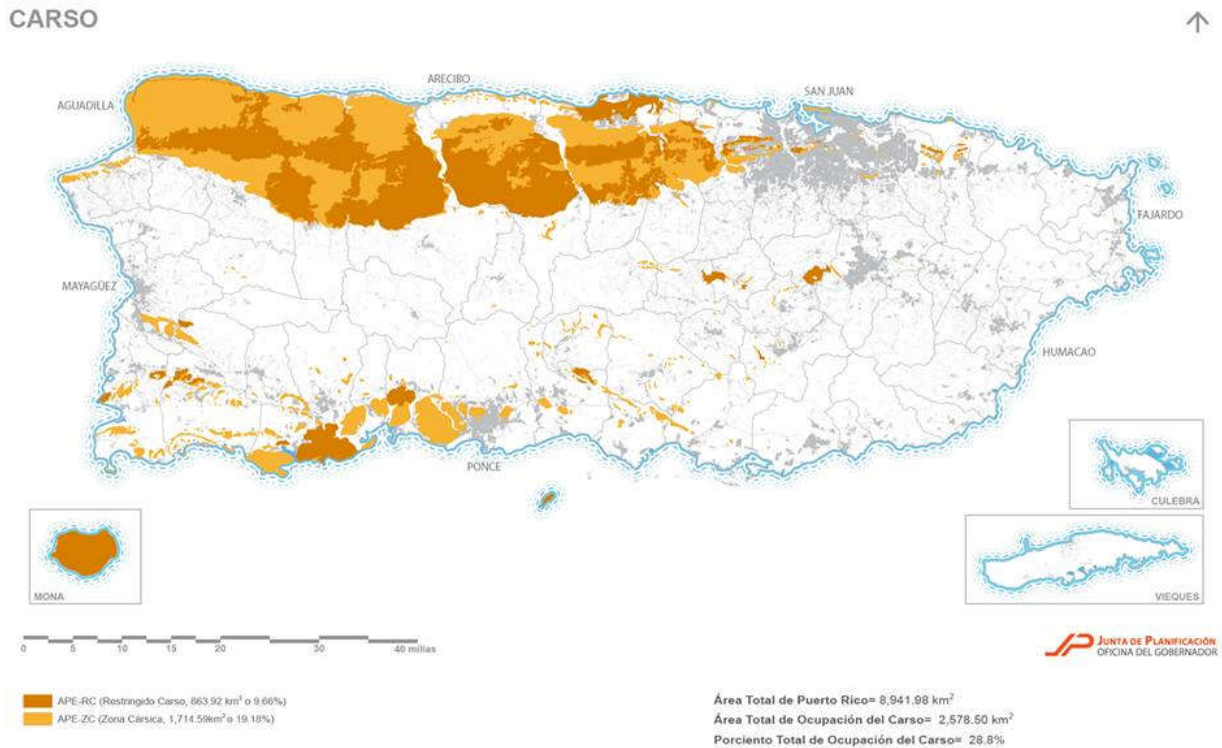 CARSO
ARECIBO
AGUADILLA
SAN JUAN
FAJARDO
MAYAGÜEZ
HUMACAO
PONCE
CULEBRA
MONA
VIEQUES
0 5 10 15 20 30 40 millas
JUNTA DE PLANIFICACIÓN
OFICINA DEL GOBERNADOR
APE-RC (Restringido Carso, 863.92 km² o 9.66%)
APE-ZC (Zona Cársica, 1,714.59km² o 19.18%)
Área Total de Puerto Rico= 8,941.98 km²
Área Total de Ocupación del Carso= 2,578.50 km²
Porciento Total de Ocupación del Carso= 28.8%